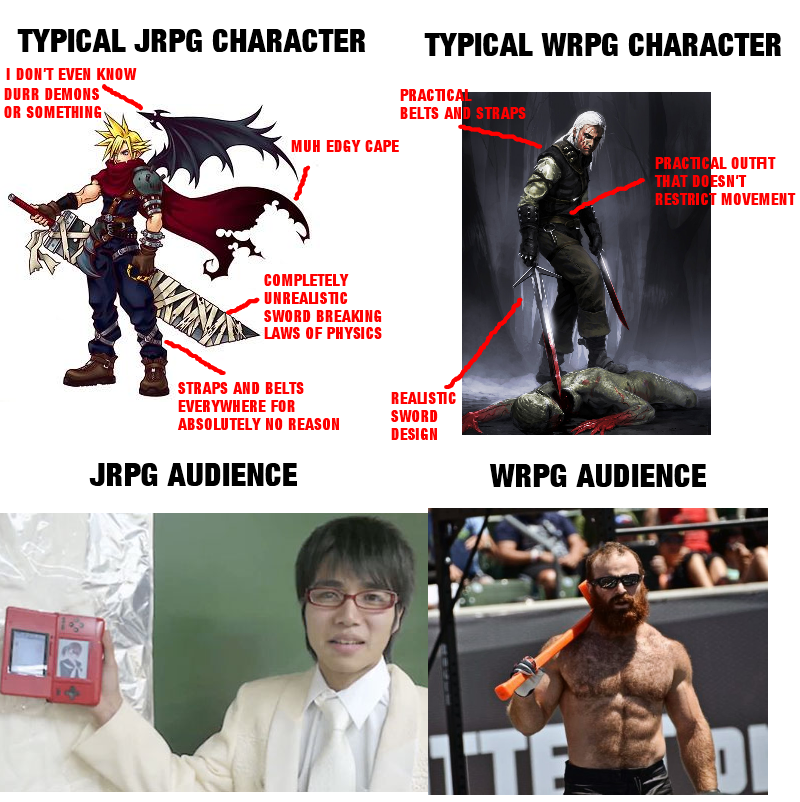 TYPICAL JRPG CHARACTER
I DON'T EVEN KNOW
DURR DEMONS
OR SOMETHING
MUH EDGY CAPE
COMPLETELY
UNREALISTIC
SWORD BREAKING
LAWS OF PHYSICS
STRAPS AND BELTS
EVERYWHERE FOR
ABSOLUTELY NO REASON
TYPICAL WRPG CHARACTER
PRACTICAL
BELTS AND STRAPS
PRACTICAL OUTFIT
THAT DOESN'T
RESTRICT MOVEMENT
REALISTIC
SWORD
DESIGN
JRPG AUDIENCE
WRPG AUDIENCE